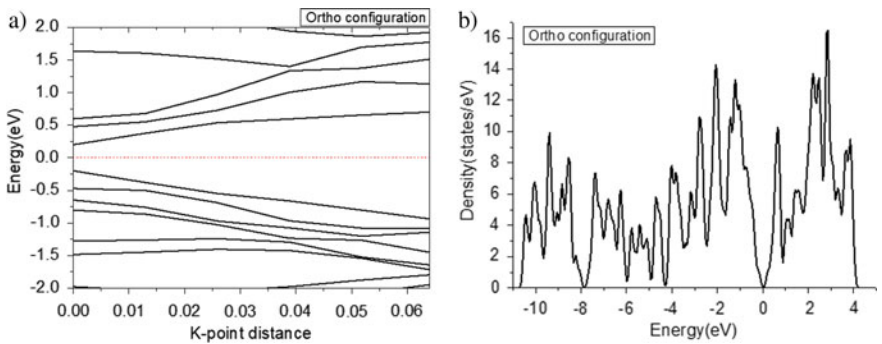 a)
Ortho configuration
2.0
1.5
1.0
0.5
0.0
-0.5
-1.0
-1.5
-2.0
Energy(eV)
0.00 0.01 0.02 0.03 0.04 0.05 0.06
K-point distance
b)
Ortho configuration
16
14
12
10
8
6
4
2
0
Density(states/eV)
-10 -8 -6 -4 -2 0 2 4
Energy(eV)